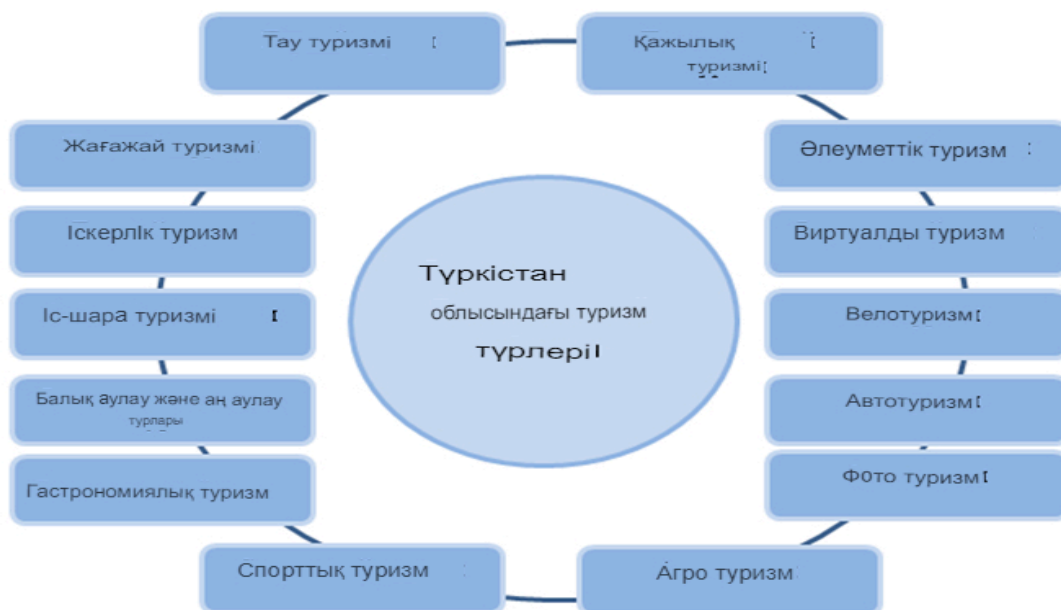 Тау туризмі
Қажылық
туризмі
Жағажай туризмі
Әлеуметтік туризм
Іскерлік туризм
Виртуалды туризм
Түркістан
облысындағы туризм
түрлері
Іс-шара туризмі
Велотуризм
Балық аулау және аң аулау
турлары
Автотуризм
Гастрономиялық туризм
Фото туризм
Спорттық туризм
Агро туризм